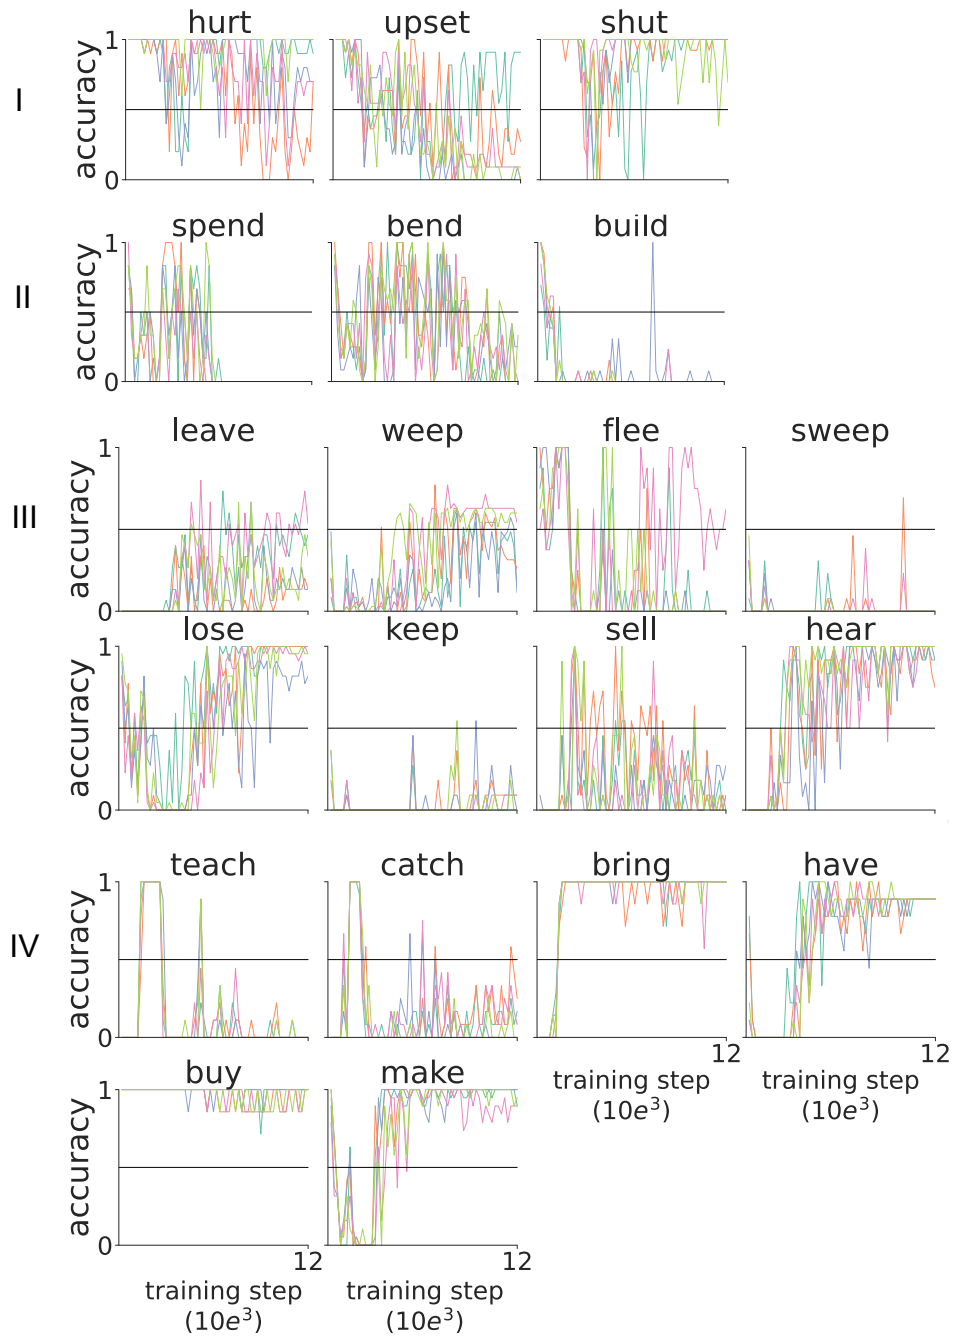 hurt upset shut
I accuracy 1 0
spend bend build
II accuracy 1 0
leave weep flee sweep
III accuracy 1 0
lose keep sell hear
accuracy 1 0
teach catch bring have
IV accuracy 1 0
12 12
buy make
training step training step
(10e³) (10e³)
accuracy 1 0
12 12
training step training step
(10e³) (10e³)